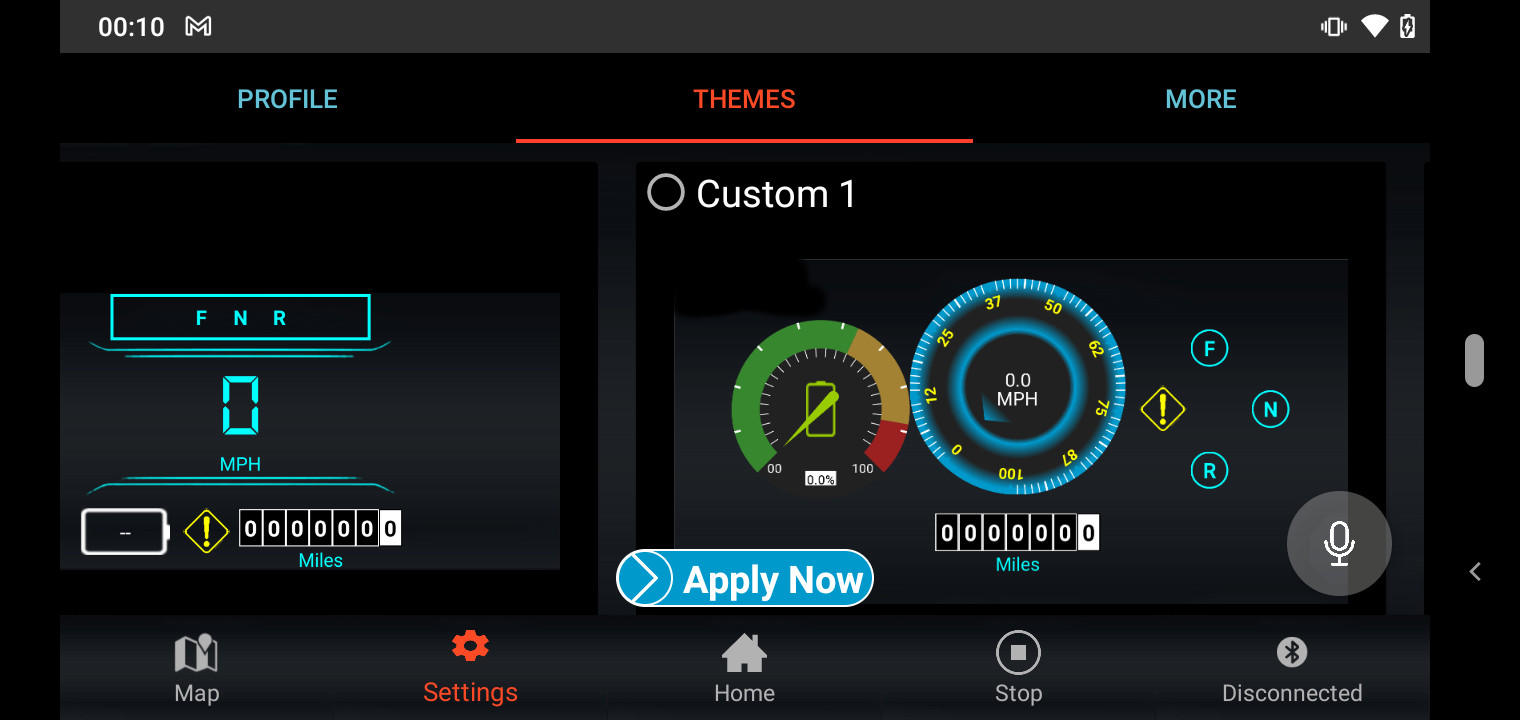 00:10
PROFILE
THEMES
MORE
F N R
0
MPH
--
0000000
Miles
Custom 1
00
100
0.0%
0
12
25
37
50
62
75
87
100
0.0
MPH
F
N
R
0000000
Miles
Apply Now
Map
Settings
Home
Stop
Disconnected